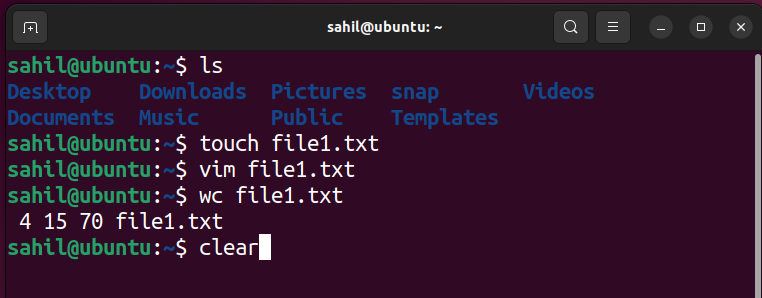 sahil@ubuntu: ~
sahil@ubuntu:~$ ls
Desktop    Downloads  Pictures  snap       Videos
Documents  Music      Public    Templates
sahil@ubuntu:~$ touch file1.txt
sahil@ubuntu:~$ vim file1.txt
sahil@ubuntu:~$ wc file1.txt
 4 15 70 file1.txt
sahil@ubuntu:~$ clear